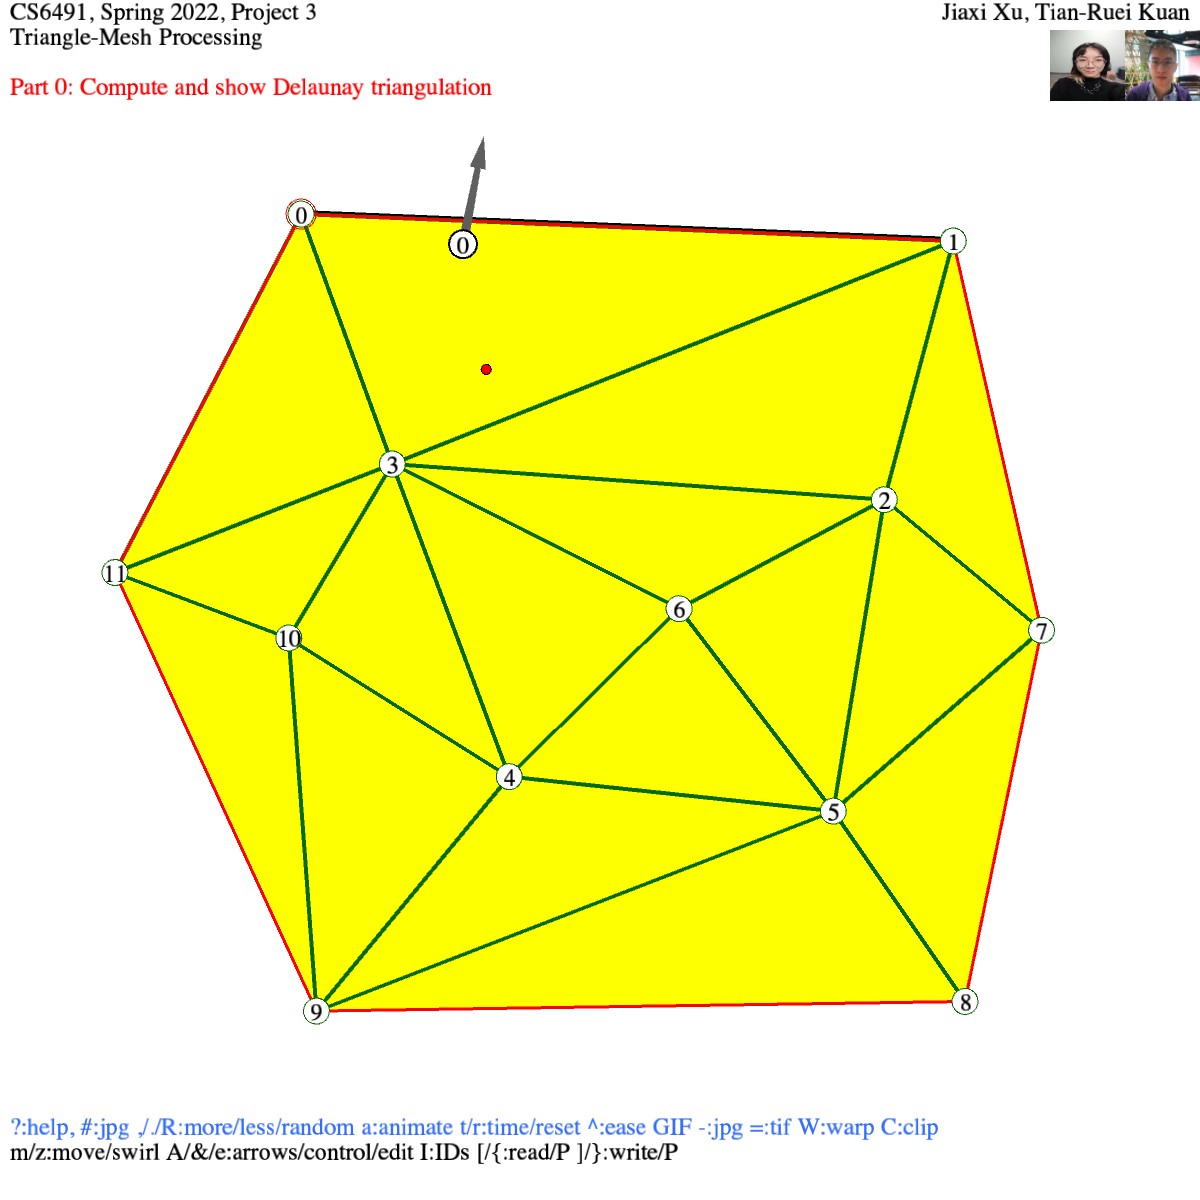 CS6491, Spring 2022, Project 3
Jiaxi Xu, Tian-Ruei Kuan
Triangle-Mesh Processing
Part 0: Compute and show Delaunay triangulation
0
0
1
3
2
11
6
10
7
4
5
8
9
?:help, #:jpg ,/./R:more/less/random a:animate t/r:time/reset ^:ease GIF -:jpg =:tif W:warp C:clip
m/z:move/swirl A/&/e:arrows/control/edit I:IDs [/{:read/P ]/}:write/P